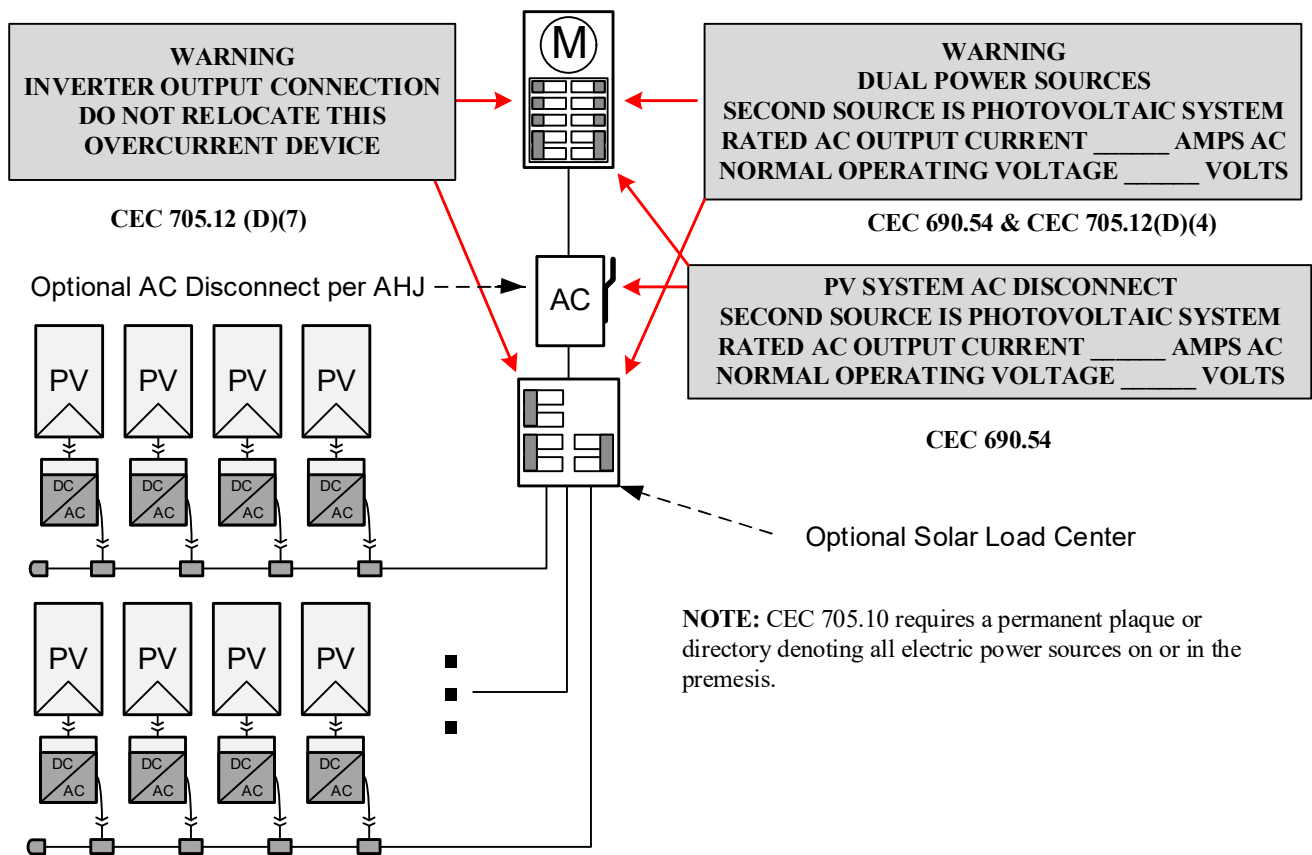 WARNING
INVERTER OUTPUT CONNECTION
DO NOT RELOCATE THIS
OVERCURRENT DEVICE
CEC 705.12 (D)(7)
M
WARNING
DUAL POWER SOURCES
SECOND SOURCE IS PHOTOVOLTAIC SYSTEM
RATED AC OUTPUT CURRENT ______ AMPS AC
NORMAL OPERATING VOLTAGE ______ VOLTS
CEC 690.54 & CEC 705.12(D)(4)
Optional AC Disconnect per AHJ
AC
PV SYSTEM AC DISCONNECT
SECOND SOURCE IS PHOTOVOLTAIC SYSTEM
RATED AC OUTPUT CURRENT ______ AMPS AC
NORMAL OPERATING VOLTAGE ______ VOLTS
CEC 690.54
PV PV PV PV
DC DC DC DC
AC AC AC AC
Optional Solar Load Center
NOTE: CEC 705.10 requires a permanent plaque or
directory denoting all electric power sources on or in the
premesis.
PV PV PV PV
DC DC DC DC
AC AC AC AC